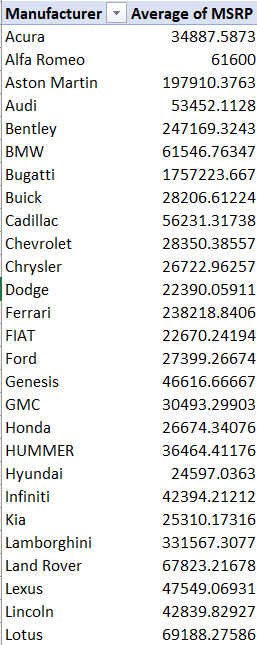 Manufacturer Average of MSRP
Acura 34887.5873
Alfa Romeo 61600
Aston Martin 197910.3763
Audi 53452.1128
Bentley 247169.3243
BMW 61546.76347
Bugatti 1757223.667
Buick 28206.61224
Cadillac 56231.31738
Chevrolet 28350.38557
Chrysler 26722.96257
Dodge 22390.05911
Ferrari 238218.8406
FIAT 22670.24194
Ford 27399.26674
Genesis 46616.66667
GMC 30493.29903
Honda 26674.34076
HUMMER 36464.41176
Hyundai 24597.0363
Infiniti 42394.21212
Kia 25310.17316
Lamborghini 331567.3077
Land Rover 67823.21678
Lexus 47549.06931
Lincoln 42839.82927
Lotus 69188.27586